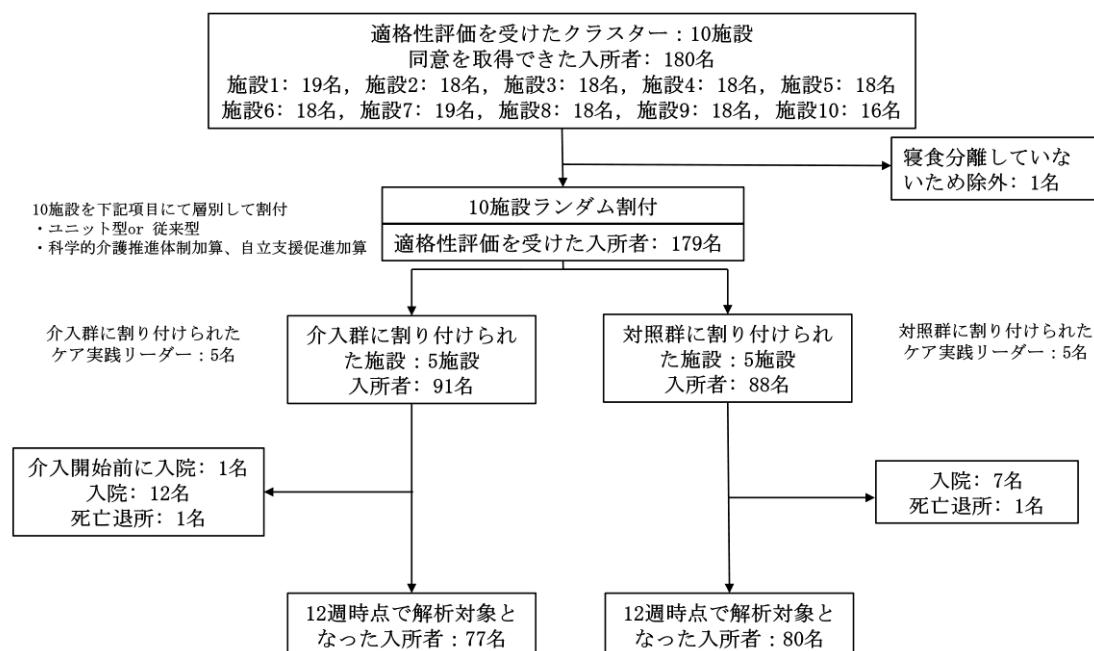 適格性評価を受けたクラスター：10施設
同意を取得できた入所者: 180名
施設1: 19名, 施設2: 18名, 施設3: 18名, 施設4: 18名, 施設5: 18名
施設6: 18名, 施設7: 19名, 施設8: 18名, 施設9: 18名, 施設10: 16名
寝食分離していな
いため除外: 1名
10施設を下記項目にて層別して割付
・ユニット型or 従来型
・科学的介護推進体制加算、自立支援促進加算
10施設ランダム割付
適格性評価を受けた入所者: 179名
介入群に割り付けられた
ケア実践リーダー：5名
介入群に割り付けられ
た施設：5施設
入所者: 91名
対照群に割り付けられ
た施設：5施設
入所者: 88名
対照群に割り付けられた
ケア実践リーダー：5名
介入開始前に入院: 1名
入院: 12名
死亡退所: 1名
入院: 7名
死亡退所: 1名
12週時点で解析対象と
なった入所者：77名
12週時点で解析対象と
なった入所者：80名